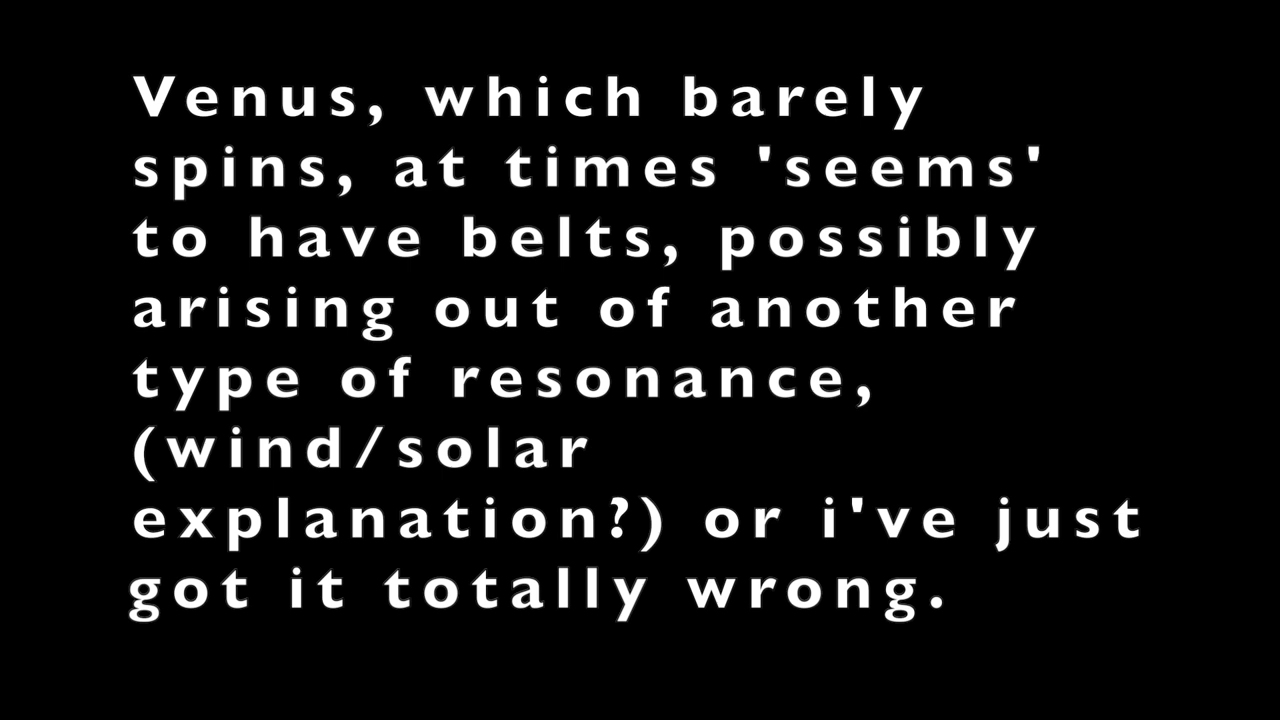 Venus, which barely
spins, at times 'seems'
to have belts, possibly
arising out of another
type of resonance,
(wind/solar
explanation?) or i've just
got it totally wrong.